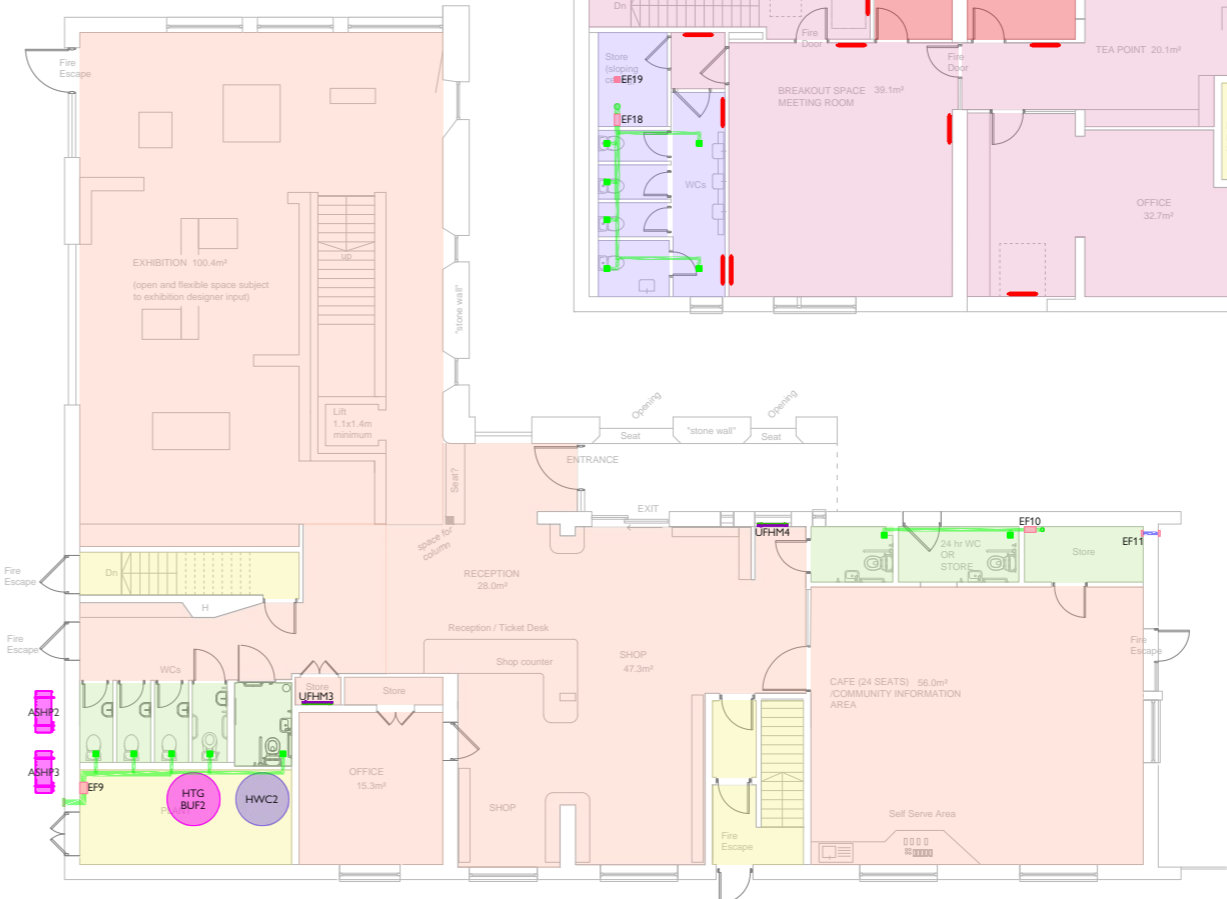 Dn
Fire
Door
Fire
Door
TEA POINT 20.1m²
Store
(sloping
EF19
EF18
BREAKOUT SPACE 39.1m²
MEETING ROOM
WCs
OFFICE
32.7m²
Fire
Escape
EXHIBITION 100.4m²
(open and flexible space subject
to exhibition designer input)
up
"stone wall"
Lift
1.1x1.4m
minimum
Opening
Opening
Seat
"stone wall"
Seat
ENTRANCE
Seat?
space for
column
EXIT
UFHM4
EF10
EF11
24 hr WC
OR
STORE
Store
Fire
Escape
Dn
H
RECEPTION
28.0m²
Reception / Ticket Desk
Shop counter
SHOP
47.3m²
Fire
Escape
WCs
Store
UFHM3
Store
Fire
Escape
CAFE (24 SEATS) 56.0m²
/COMMUNITY INFORMATION
AREA
ASHP2
ASHP3
EF9
HTG
BUF2
HWC2
OFFICE
15.3m²
SHOP
Self Serve Area
Fire
Escape